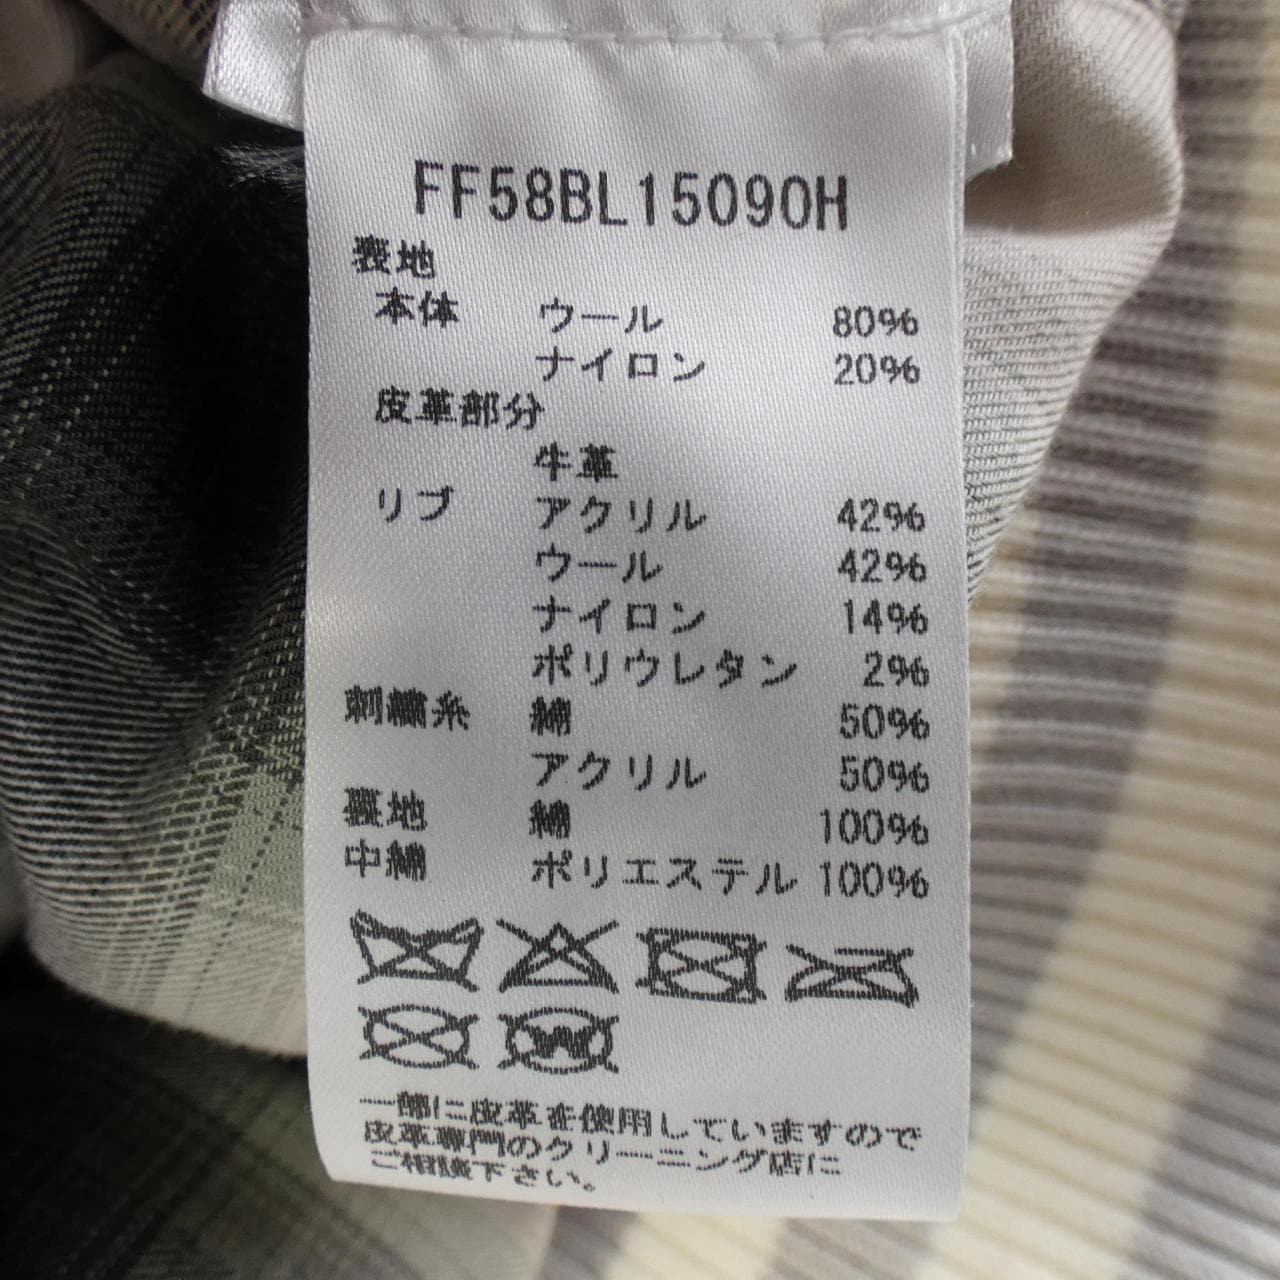 FF58BL15090H
表地
本体 ウール 80%
ナイロン 20%
皮革部分
牛革
リブ アクリル 42%
ウール 42%
ナイロン 14%
ポリウレタン 2%
刺繍糸 綿 50%
アクリル 50%
裏地 綿 100%
中綿 ポリエステル 100%
一部に皮革を使用していますので
皮革専門のクリーニング店に
ご相談下さい。